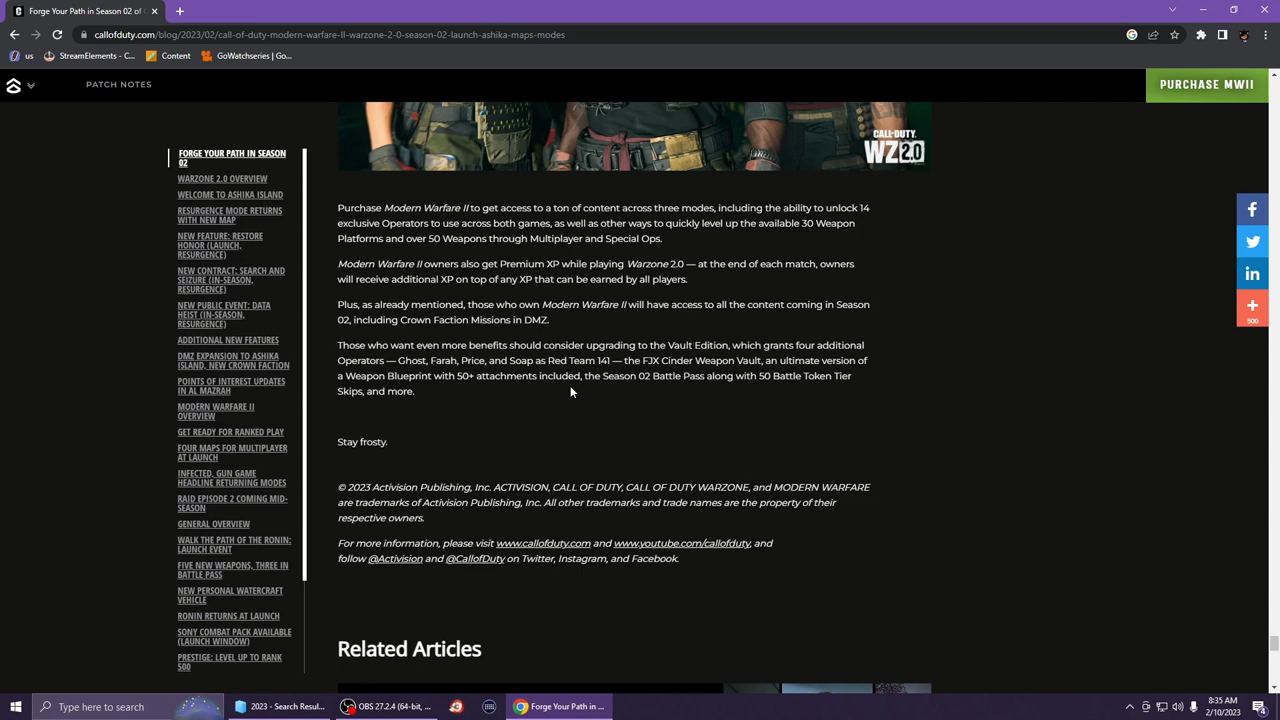 (2) OBS
Forge Your Path in S
callofduty.com/blog/2023/02/call-of-duty-modern-warfare-II-warzone-2-0-season-02-launch-ashika-maps-modes
us
StreamElements - C...
Content
GoWatchseries | Go...
PATCH NOTES
PURCHASE MWII
CALL OF DUTY
WZ 2.0
FORGE YOUR PATH IN SEASON
02
WARZONE 2.0 OVERVIEW
WELCOME TO ASHIKA ISLAND
RESURGENCE MODE RETURNS
WITH NEW MAP
NEW FEATURE: RESTORE
HONOR (LAUNCH,
RESURGENCE)
NEW CONTRACT: SEARCH AND
SEIZURE (IN-SEASON,
RESURGENCE)
NEW PUBLIC EVENT: DATA
HEIST (IN-SEASON,
RESURGENCE)
ADDITIONAL NEW FEATURES
DMZ EXPANSION TO ASHIKA
ISLAND, NEW CROWN FACTION
POINTS OF INTEREST UPDATES
IN AL MAZRAH
MODERN WARFARE II
OVERVIEW
GET READY FOR RANKED PLAY
FOUR MAPS FOR MULTIPLAYER
AT LAUNCH
INFECTED, GUN GAME
HEADLINE RETURNING MODES
RAID EPISODE 2 COMING MID-
SEASON
GENERAL OVERVIEW
WALK THE PATH OF THE RONIN:
LAUNCH EVENT
FIVE NEW WEAPONS, THREE IN
BATTLE PASS
NEW PERSONAL WATERCRAFT
VEHICLE
RONIN RETURNS AT LAUNCH
SONY COMBAT PACK AVAILABLE
(LAUNCH WINDOW)
PRESTIGE: LEVEL UP TO RANK
500
Purchase Modern Warfare II to get access to a ton of content across three modes, including the ability to unlock 14
exclusive Operators to use across both games, as well as other ways to quickly level up the available 30 Weapon
Platforms and over 50 Weapons through Multiplayer and Special Ops.
Modern Warfare II owners also get Premium XP while playing Warzone 2.0 — at the end of each match, owners
will receive additional XP on top of any XP that can be earned by all players.
Plus, as already mentioned, those who own Modern Warfare II will have access to all the content coming in Season
02, including Crown Faction Missions in DMZ.
Those who want even more benefits should consider upgrading to the Vault Edition, which grants four additional
Operators — Ghost, Farah, Price, and Soap as Red Team 141 — the FJX Cinder Weapon Vault, an ultimate version of
a Weapon Blueprint with 50+ attachments included, the Season 02 Battle Pass along with 50 Battle Token Tier
Skips, and more.
Stay frosty.
© 2023 Activision Publishing, Inc. ACTIVISION, CALL OF DUTY, CALL OF DUTY WARZONE, and MODERN WARFARE
are trademarks of Activision Publishing, Inc. All other trademarks and trade names are the property of their
respective owners.
For more information, please visit www.callofduty.com and www.youtube.com/callofduty, and
follow @Activision and @CallofDuty on Twitter, Instagram, and Facebook.
Related Articles
500
Type here to search
2023 - Search Resul...
OBS 27.2.4 (64-bit, ...
Forge Your Path in ...
8:35 AM
2/10/2023
4